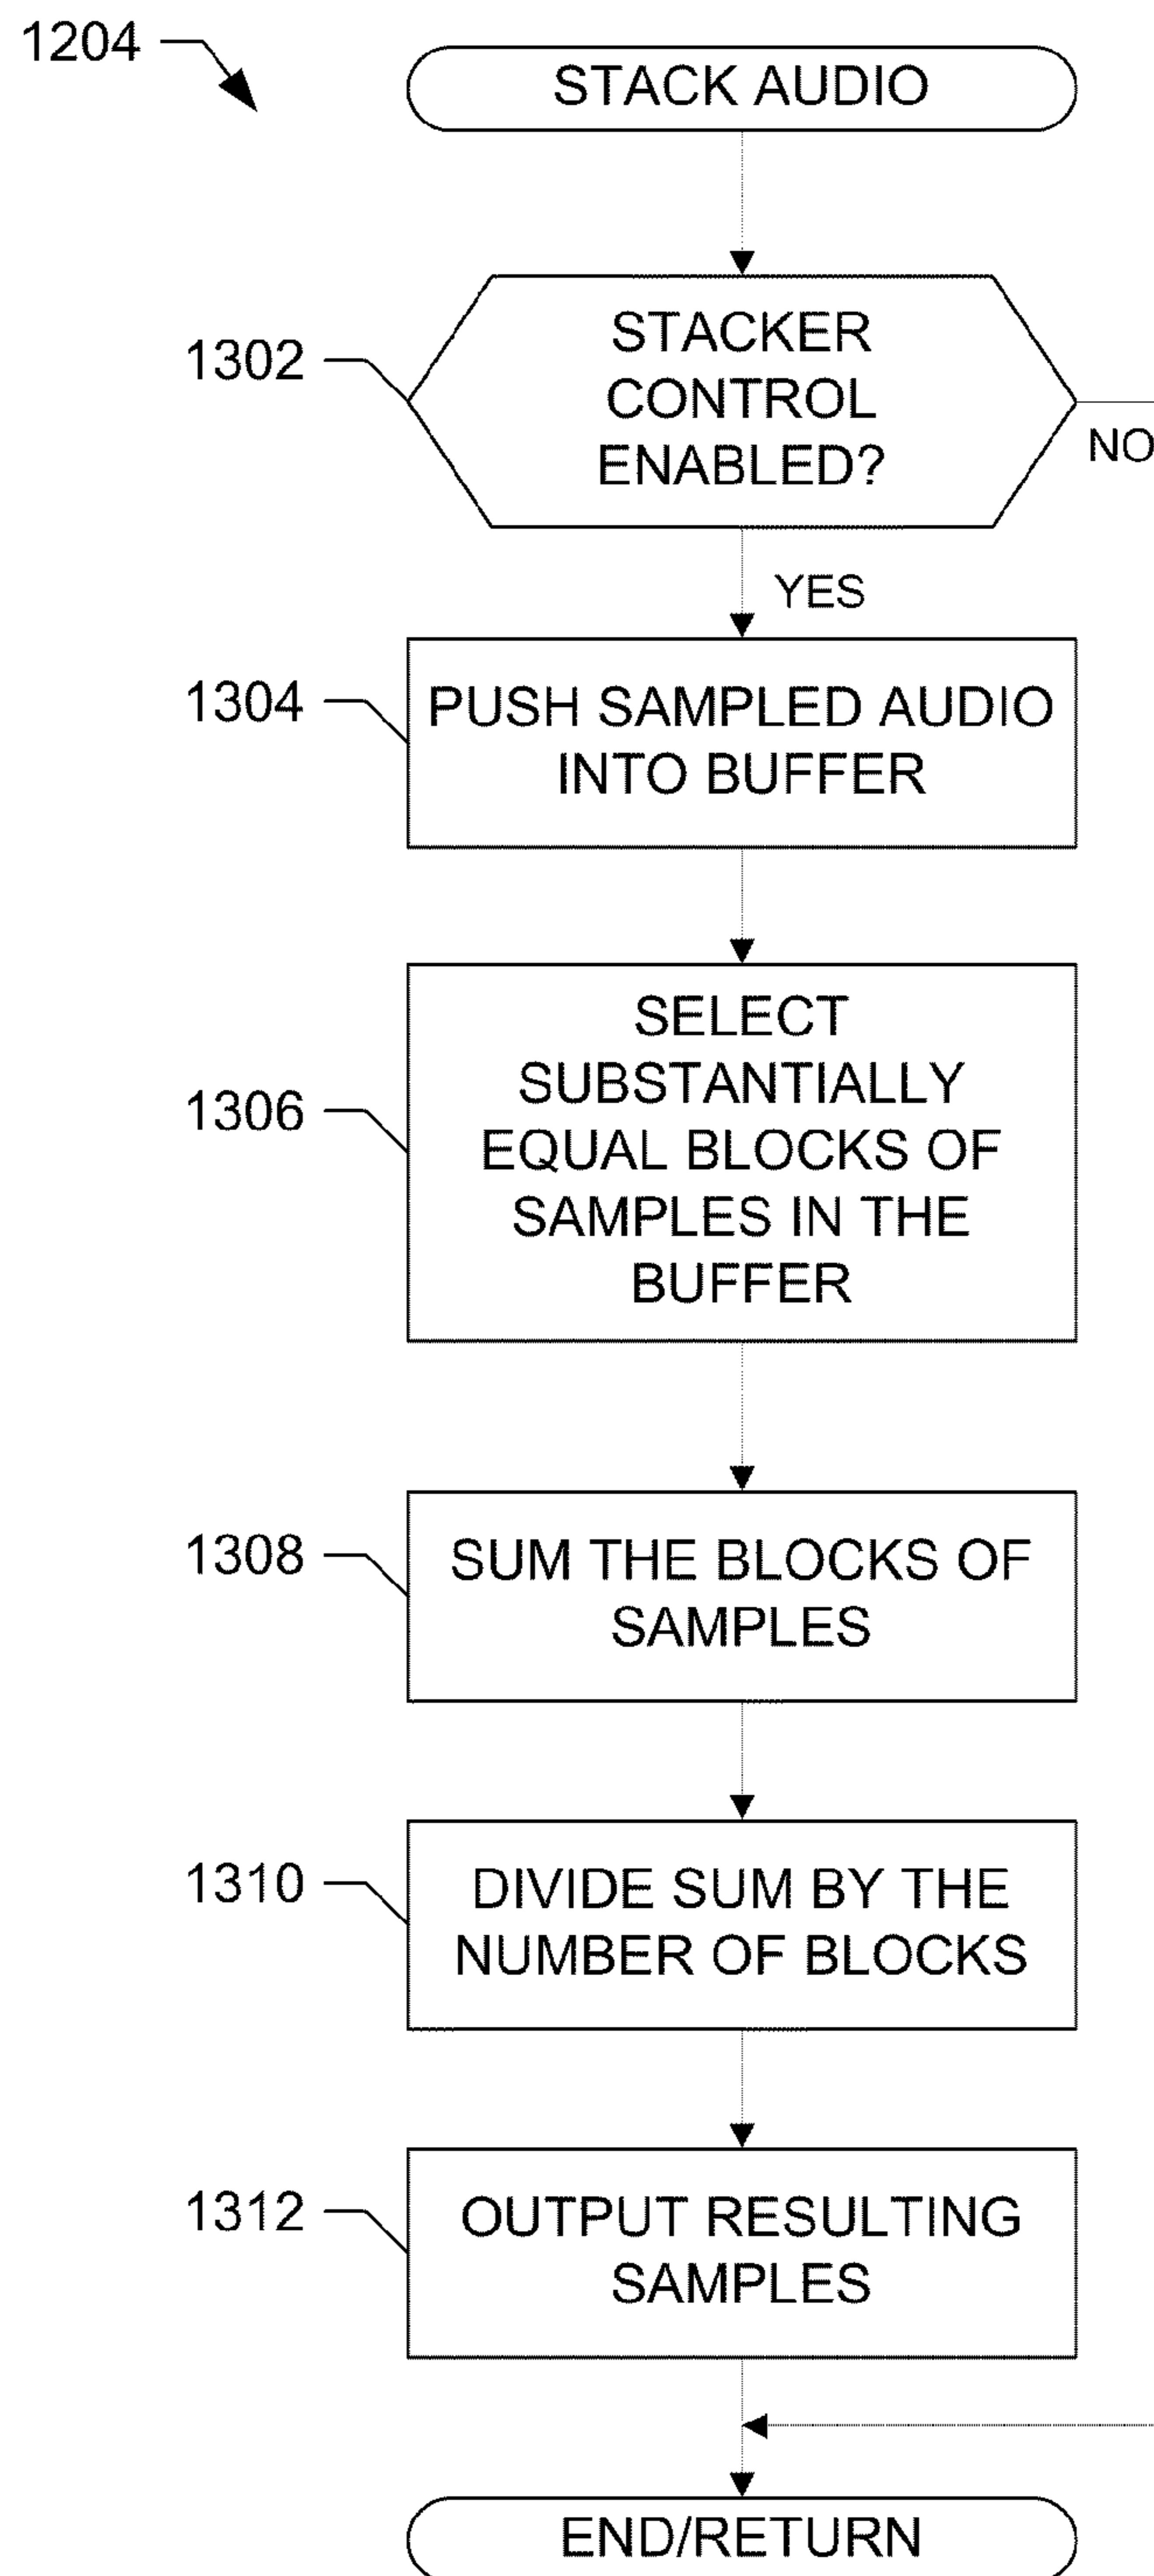 1204
STACK AUDIO
1302
STACKER
CONTROL
ENABLED?
NO
YES
1304
PUSH SAMPLED AUDIO
INTO BUFFER
1306
SELECT
SUBSTANTIALLY
EQUAL BLOCKS OF
SAMPLES IN THE
BUFFER
1308
SUM THE BLOCKS OF
SAMPLES
1310
DIVIDE SUM BY THE
NUMBER OF BLOCKS
1312
OUTPUT RESULTING
SAMPLES
END/RETURN